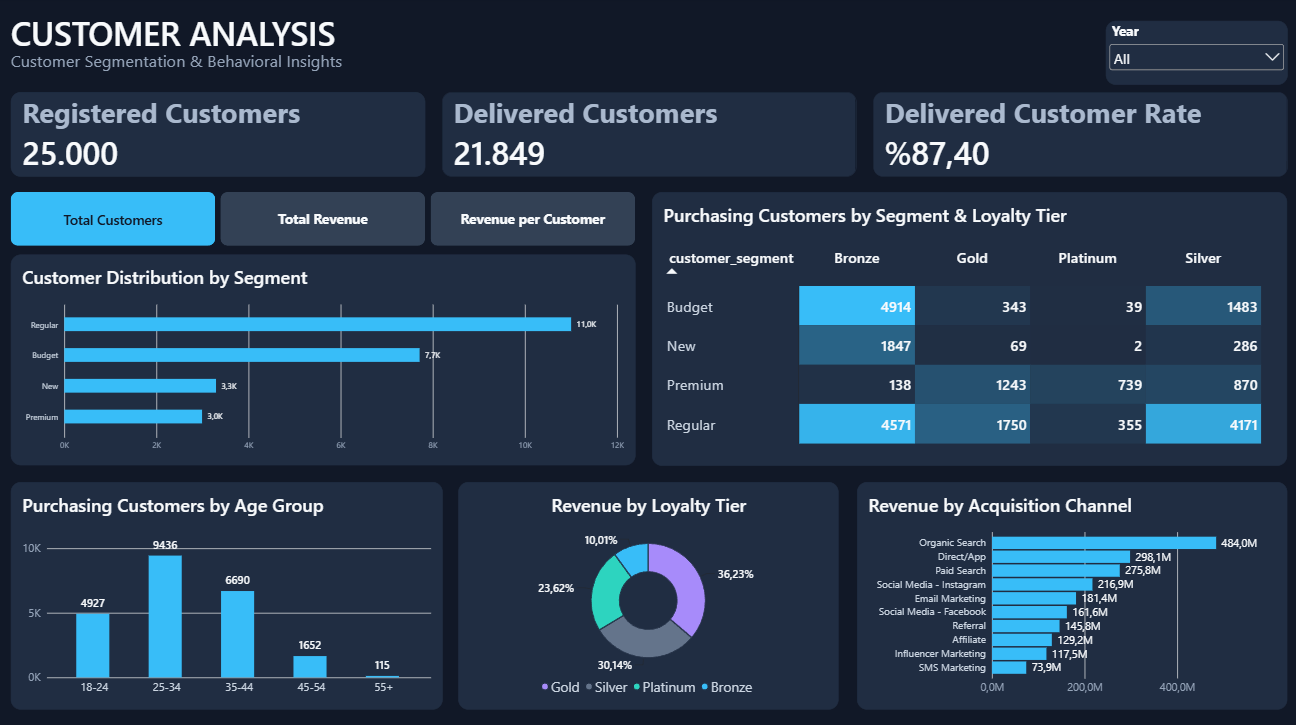 CUSTOMER ANALYSIS
Customer Segmentation & Behavioral Insights
Year
All
Registered Customers
25.000
Delivered Customers
21.849
Delivered Customer Rate
%87,40
Total Customers
Total Revenue
Revenue per Customer
Customer Distribution by Segment
Regular 11,0K
Budget 7,7K
New 3,3K
Premium 3,0K
0K 2K 4K 6K 8K 10K 12K
Purchasing Customers by Segment & Loyalty Tier
customer_segment Bronze Gold Platinum Silver
Budget 4914 343 39 1483
New 1847 69 2 286
Premium 138 1243 739 870
Regular 4571 1750 355 4171
Purchasing Customers by Age Group
10K
5K
0K
4927 9436 6690 1652 115
18-24 25-34 35-44 45-54 55+
Revenue by Loyalty Tier
10,01%
36,23%
23,62%
30,14%
Gold Silver Platinum Bronze
Revenue by Acquisition Channel
Organic Search 484,0M
Direct/App 298,1M
Paid Search 275,8M
Social Media - Instagram 216,9M
Email Marketing 181,4M
Social Media - Facebook 161,6M
Referral 145,8M
Affiliate 129,2M
Influencer Marketing 117,5M
SMS Marketing 73,9M
0,0M 200,0M 400,0M